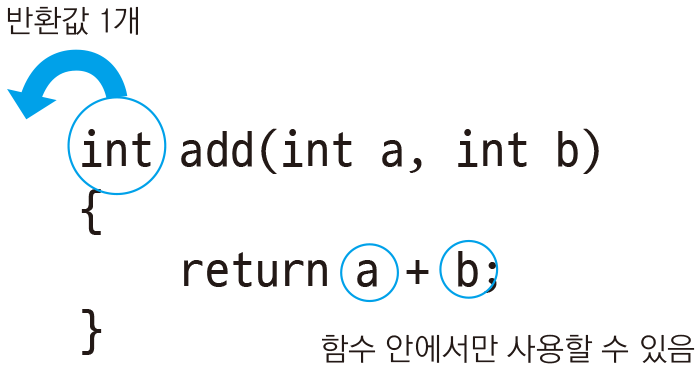 반환값 1개
int add(int a, int b)
{
return a + b;
}
함수 안에서만 사용할 수 있음